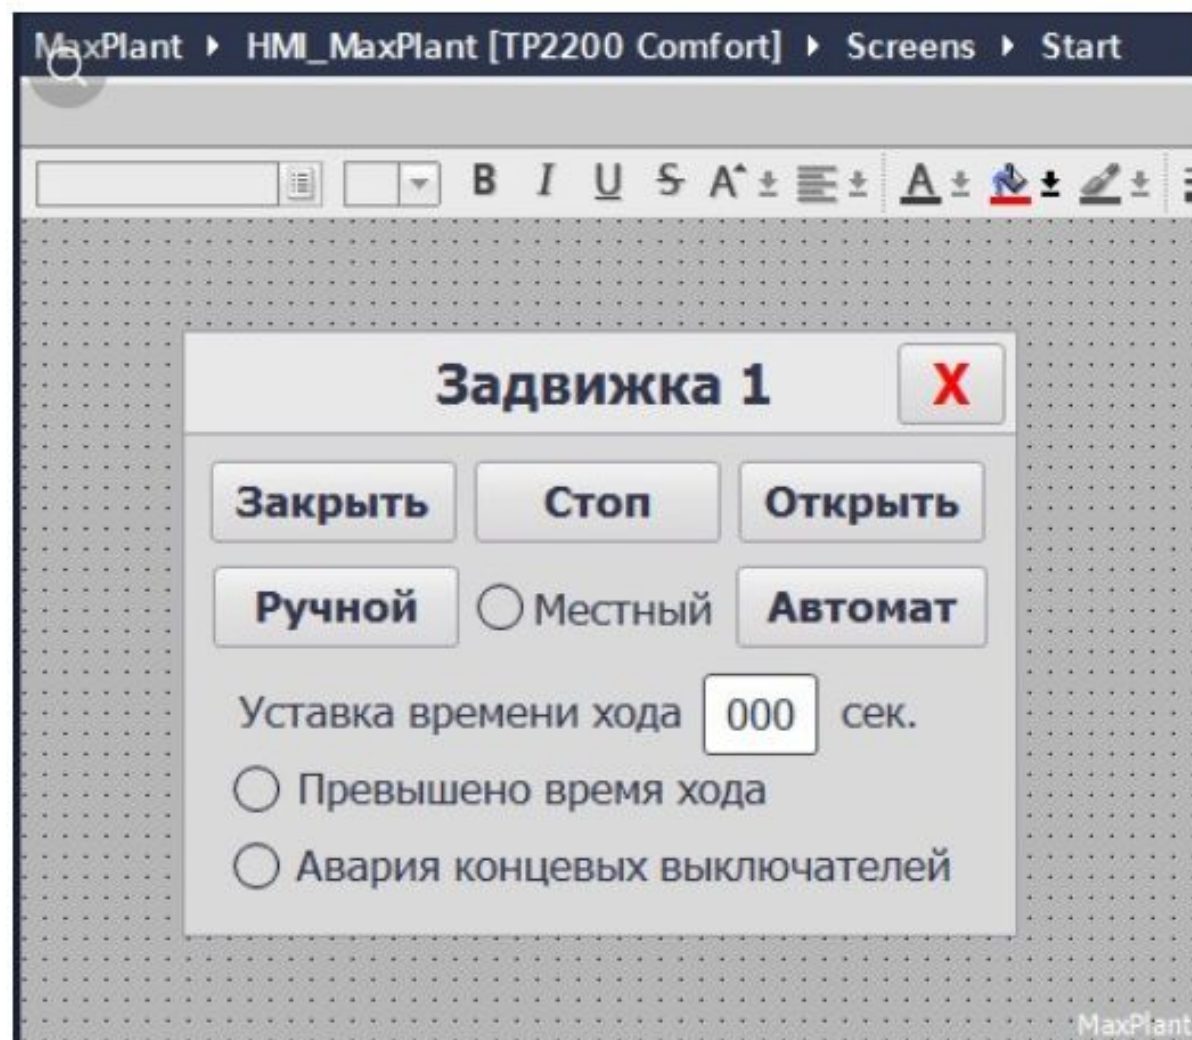 MaxPlant ▸ HMI_MaxPlant [TP2200 Comfort] ▸ Screens ▸ Start
B I U S A A
Задвижка 1 X
Закрыть Стоп Открыть
Ручной Местный Автомат
Уставка времени хода 000 сек.
Превышено время хода
Авария концевых выключателей
MaxPlant